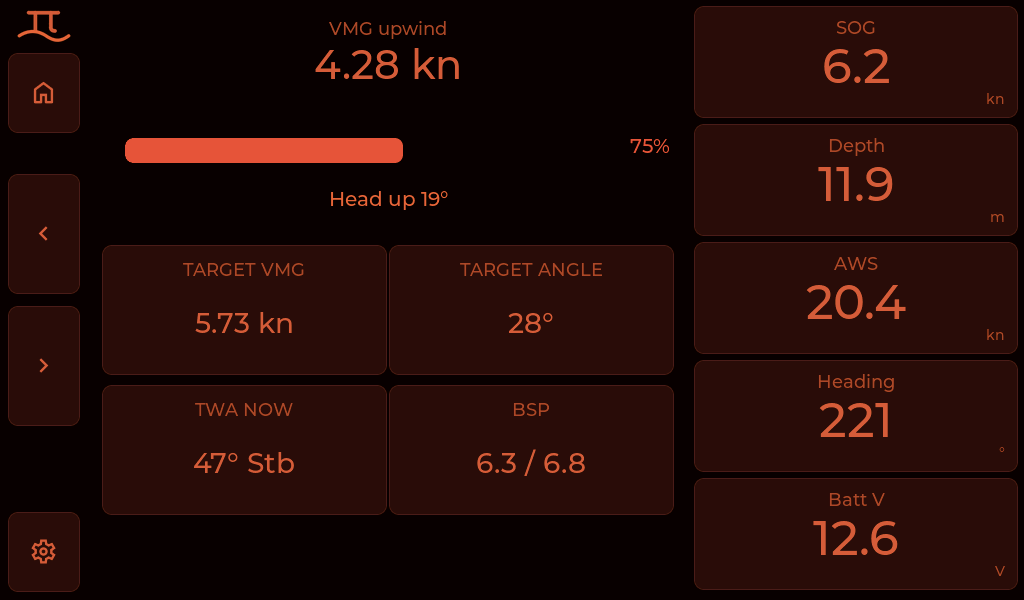 VMG upwind
4.28 kn
75%
Head up 19°
TARGET VMG
5.73 kn
TARGET ANGLE
28°
TWA NOW
47° Stb
BSP
6.3 / 6.8
SOG
6.2
kn
Depth
11.9
m
AWS
20.4
kn
Heading
221
°
Batt V
12.6
V